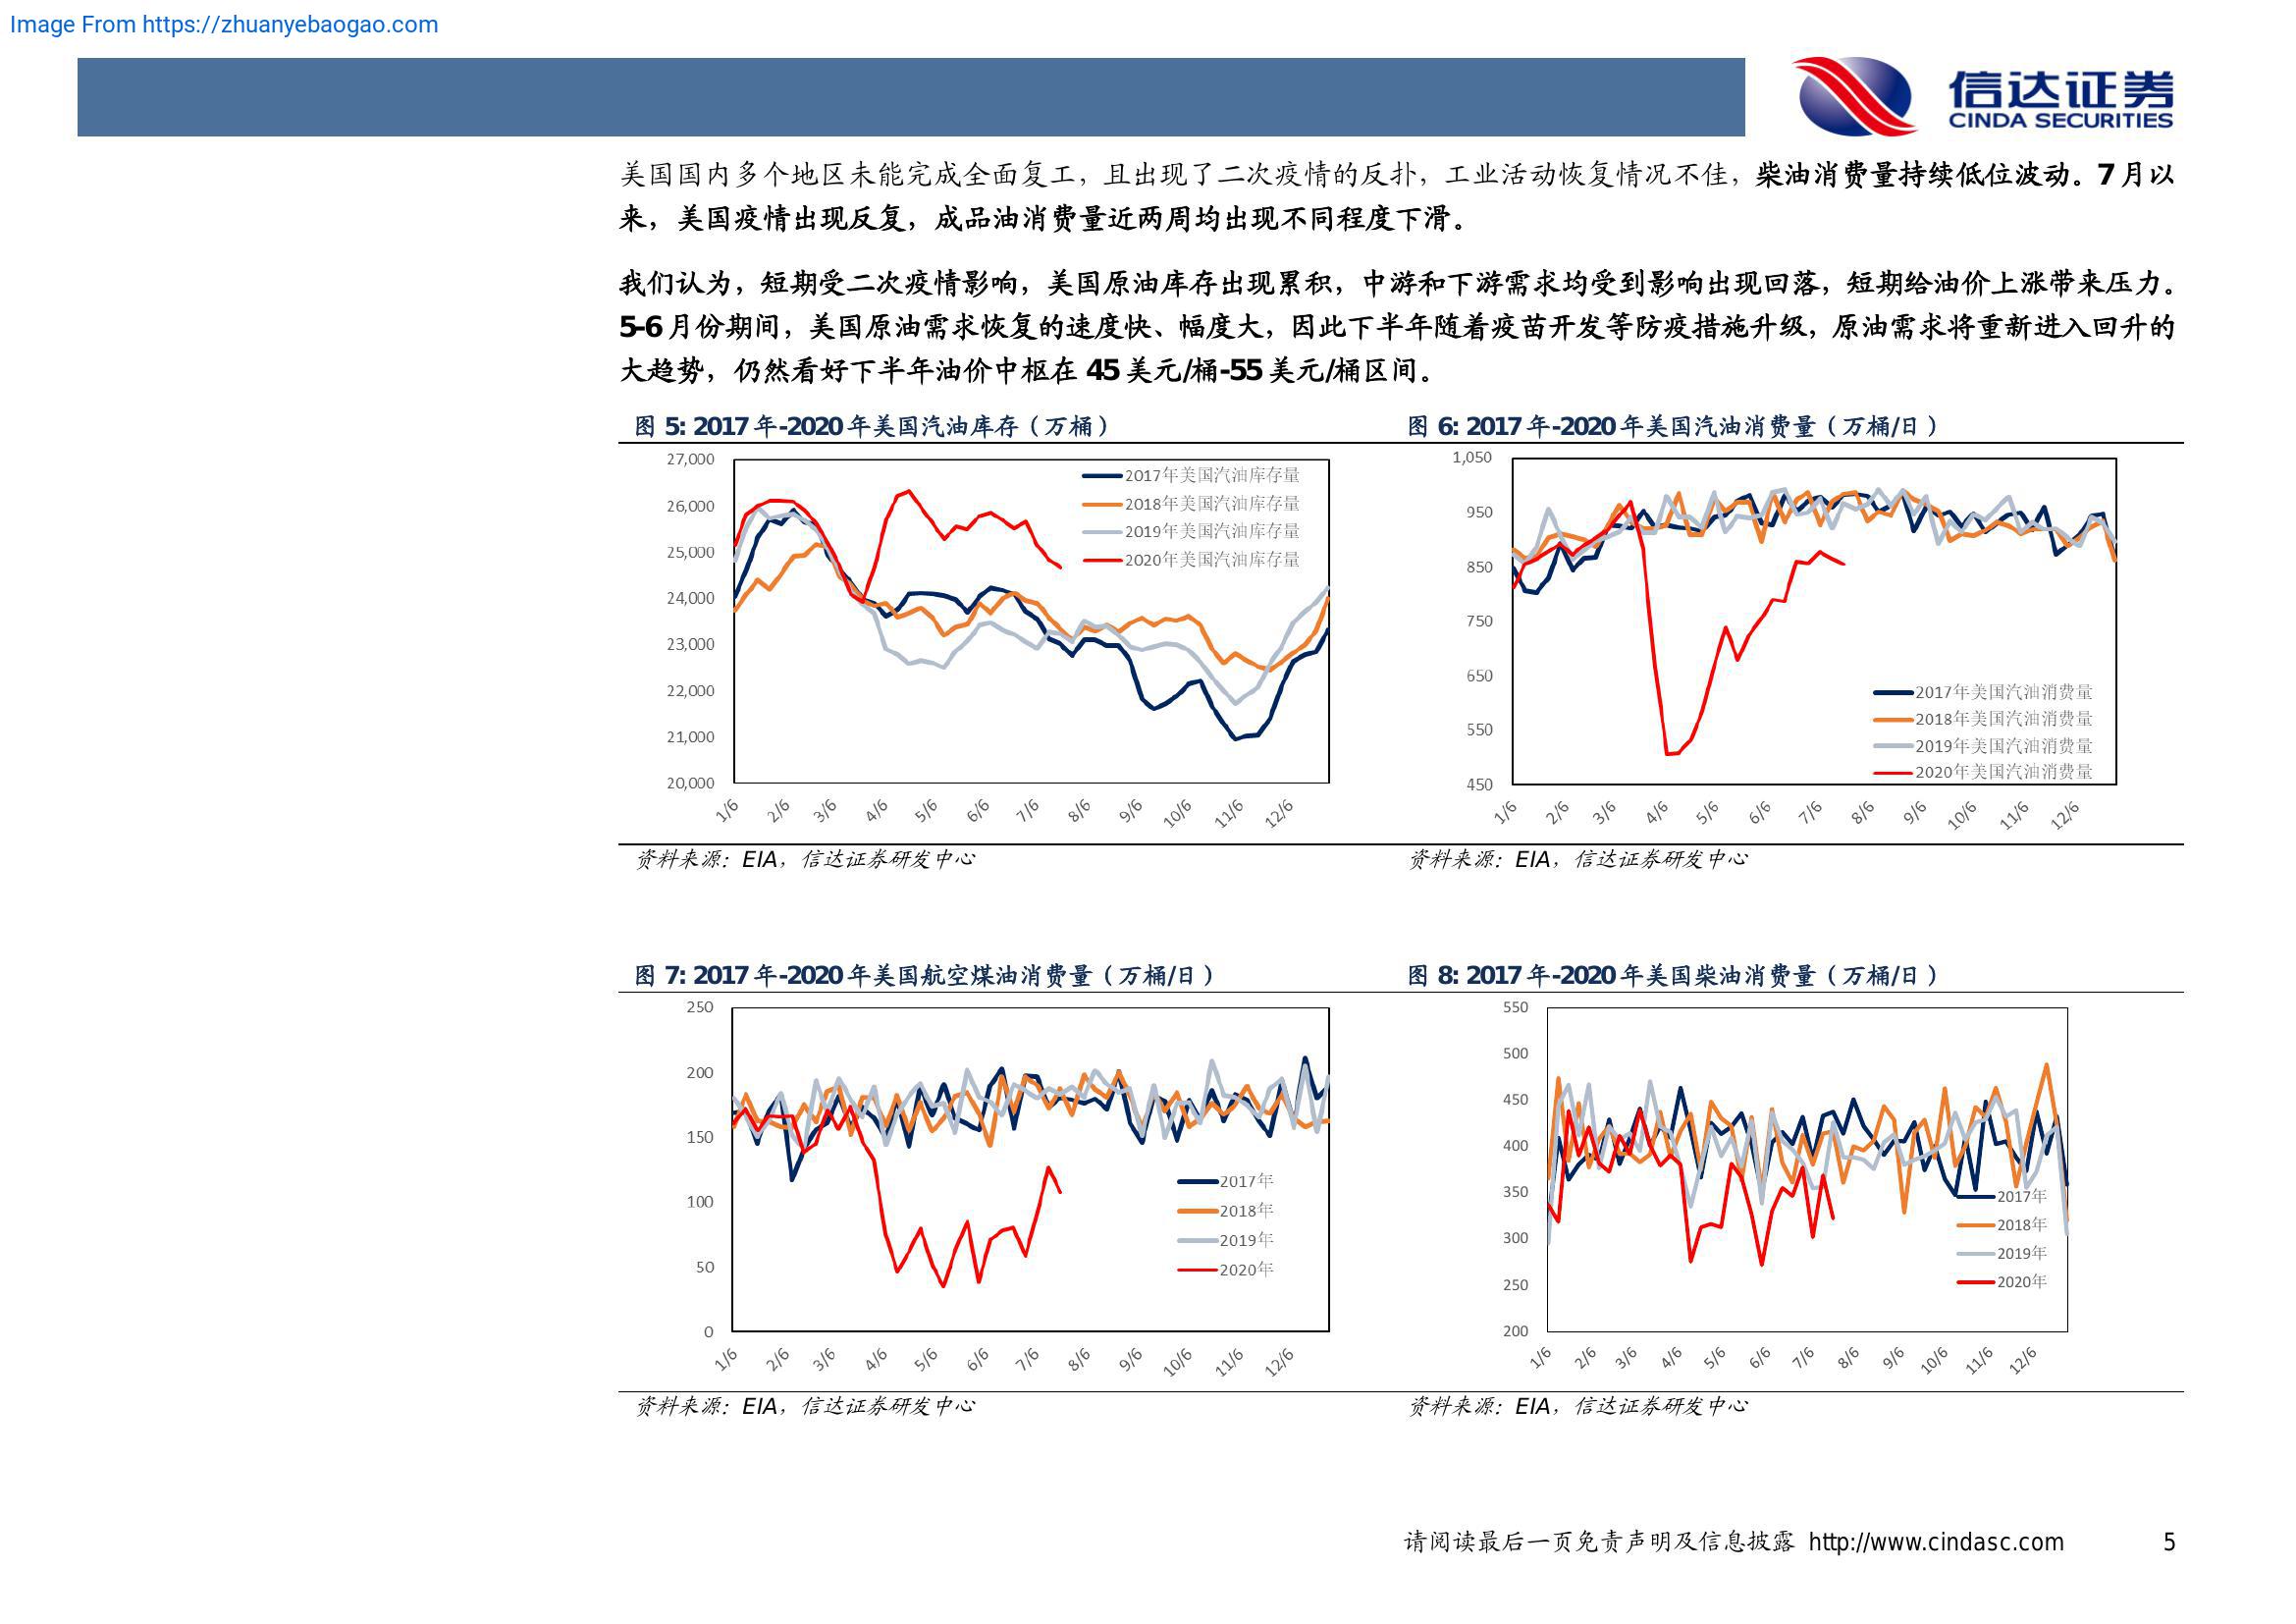 Image From https://zhuanyebaogao.com
信达证券
CINDA SECURITIES
美国国内多个地区未能完成全面复工，且出现了二次疫情的反扑，工业活动恢复情况不佳，柴油消费量持续低位波动。7月以
来，美国疫情出现反复，成品油消费量近两周均出现不同程度下滑。
我们认为，短期受二次疫情影响，美国原油库存出现累积，中游和下游需求均受到影响出现回落，短期给油价上涨带来压力。
5-6月份期间，美国原油需求恢复的速度快、幅度大，因此下半年随着疫苗开发等防疫措施升级，原油需求将重新进入回升的
大趋势，仍然看好下半年油价中枢在 45美元/桶-55美元/桶区间。
图 5: 2017年-2020年美国汽油库存（万桶）
27,000
26,000
25,000
24,000
23,000
22,000
21,000
20,000
2017年美国汽油库存量
2018年美国汽油库存量
2019年美国汽油库存量
2020年美国汽油库存量
1/6 2/6 3/6 4/6 5/6 6/6 7/6 8/6 9/6 10/6 11/6 12/6
资料来源：EIA，信达证券研发中心
图 6: 2017年-2020年美国汽油消费量（万桶/日）
1,050
950
850
750
650
550
450
2017年美国汽油消费量
2018年美国汽油消费量
2019年美国汽油消费量
2020年美国汽油消费量
1/6 2/6 3/6 4/6 5/6 6/6 7/6 8/6 9/6 10/6 11/6 12/6
资料来源：EIA，信达证券研发中心
图 7: 2017年-2020年美国航空煤油消费量（万桶/日）
250
200
150
100
50
0
2017年
2018年
2019年
2020年
1/6 2/6 3/6 4/6 5/6 6/6 7/6 8/6 9/6 10/6 11/6 12/6
资料来源：EIA，信达证券研发中心
图 8: 2017年-2020年美国柴油消费量（万桶/日）
550
500
450
400
350
300
250
200
2017年
2018年
2019年
2020年
1/6 2/6 3/6 4/6 5/6 6/6 7/6 8/6 9/6 10/6 11/6 12/6
资料来源：EIA，信达证券研发中心
请阅读最后一页免责声明及信息披露 http://www.cindasc.com 5